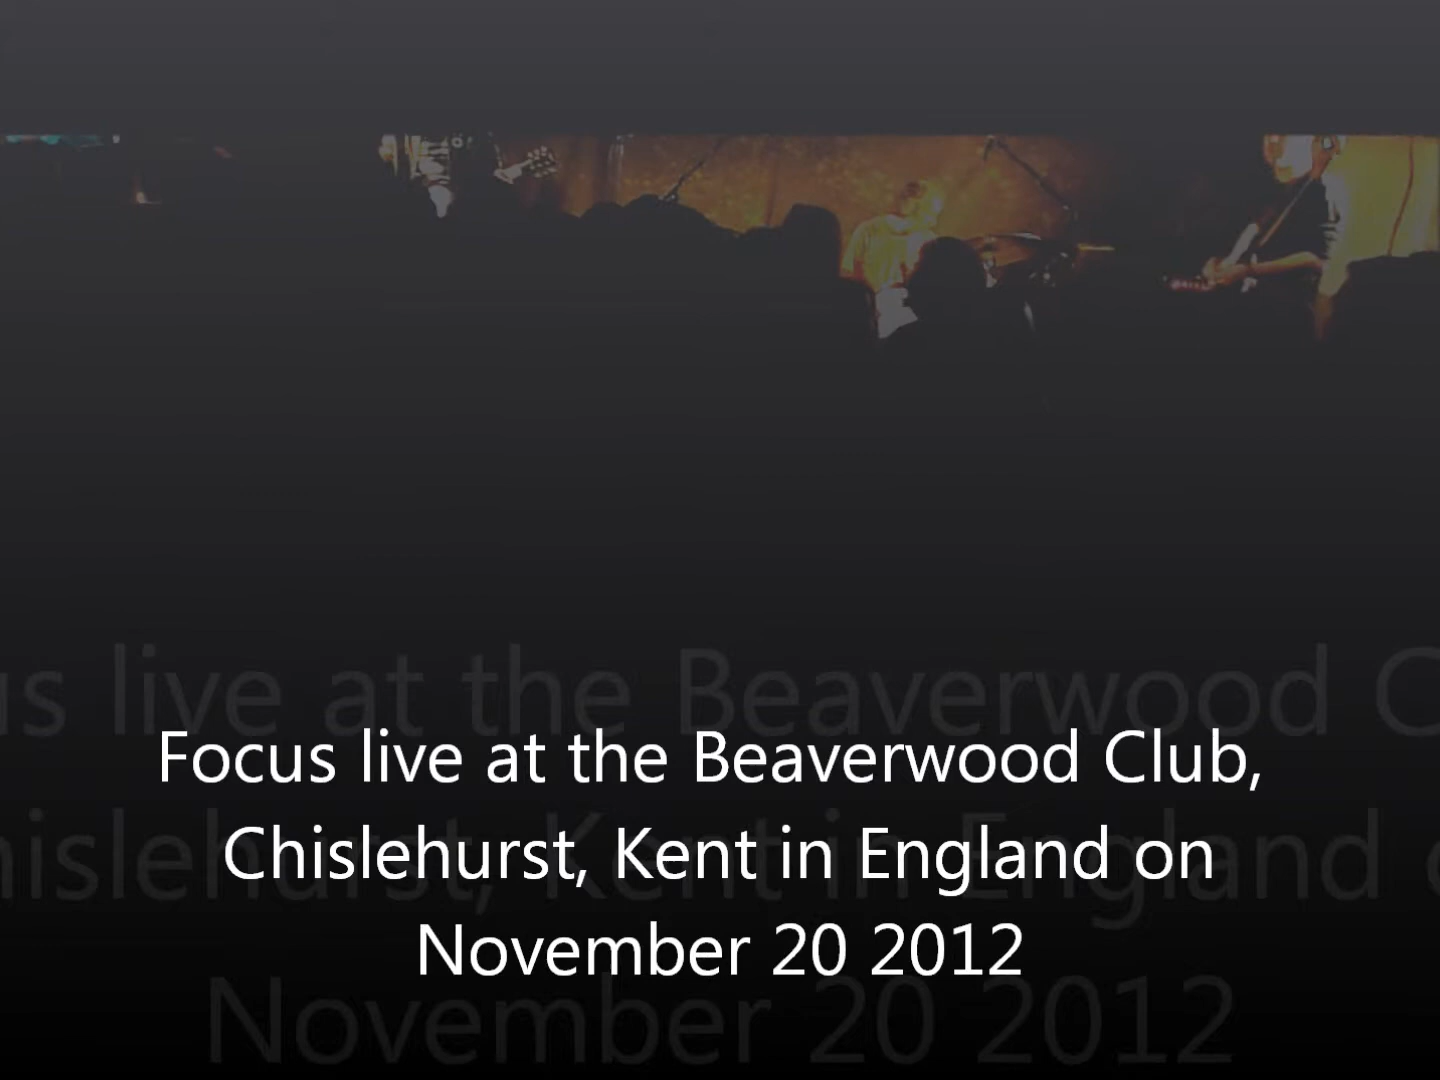 Focus live at the Beaverwood Club,
Chislehurst, Kent in England on
November 20 2012